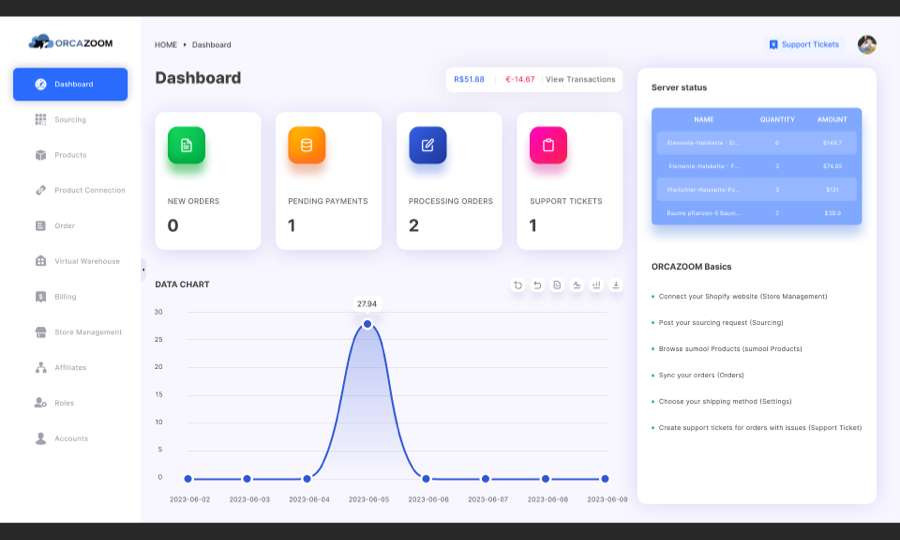 ORCAZOOM
HOME Dashboard
Support Tickets
Dashboard
Sourcing
Products
Product Connection
Order
Virtual Warehouse
Billing
Store Management
Affiliates
Roles
Accounts
Dashboard
R$51.88 €-14.67 View Transactions
NEW ORDERS
0
PENDING PAYMENTS
1
PROCESSING ORDERS
2
SUPPORT TICKETS
1
DATA CHART
27.94
30
25
20
15
10
5
0
2023-06-02 2023-06-03 2023-06-04 2023-06-05 2023-06-06 2023-06-07 2023-06-08 2023-06-09
Server status
NAME QUANTITY AMOUNT
Elemente-Halskette - Er... 6 $149.7
Elemente-Halskette - F... 3 $74.85
Pfarlichter-Halskette-Pe... 3 $121
Baume pflanzen-5 Baum... 2 $38.9
ORCAZOOM Basics
Connect your Shopify website (Store Management)
Post your sourcing request (Sourcing)
Browse sumool Products (sumool Products)
Sync your orders (Orders)
Choose your shipping method (Settings)
Create support tickets for orders with issues (Support Ticket)